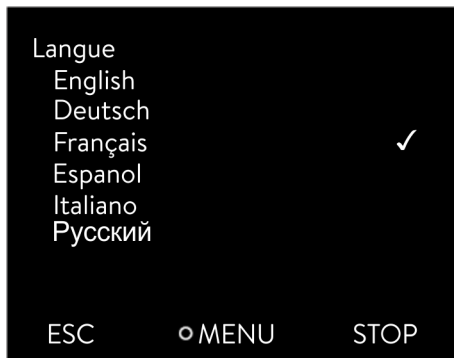 Langue
English
Deutsch
Français ✓
Espanol
Italiano
Русский
ESC MENU STOP